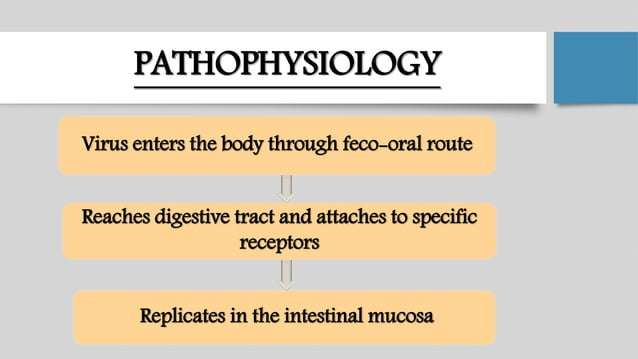 PATHOPHYSIOLOGY
Virus enters the body through feco-oral route
Reaches digestive tract and attaches to specific
receptors
Replicates in the intestinal mucosa